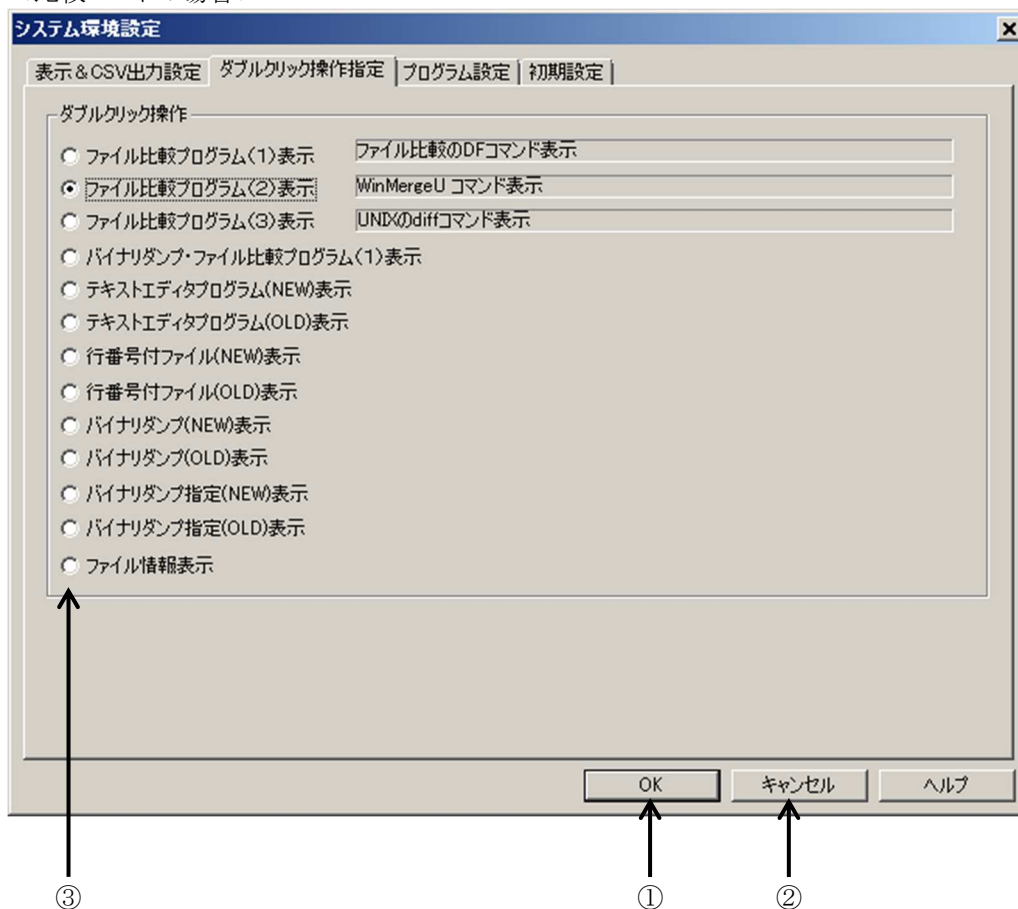 システム環境設定
表示&CSV出力設定 ダブルクリック操作指定 プログラム設定 初期設定
ダブルクリック操作
ファイル比較プログラム(1)表示 ファイル比較のDFコマンド表示
ファイル比較プログラム(2)表示 WinMergeU コマンド表示
ファイル比較プログラム(3)表示 UNIXのdiffコマンド表示
バイナリダンプ・ファイル比較プログラム(1)表示
テキストエディタプログラム(NEW)表示
テキストエディタプログラム(OLD)表示
行番号付ファイル(NEW)表示
行番号付ファイル(OLD)表示
バイナリダンプ(NEW)表示
バイナリダンプ(OLD)表示
バイナリダンプ指定(NEW)表示
バイナリダンプ指定(OLD)表示
ファイル情報表示
OK キャンセル ヘルプ
③ ① ②